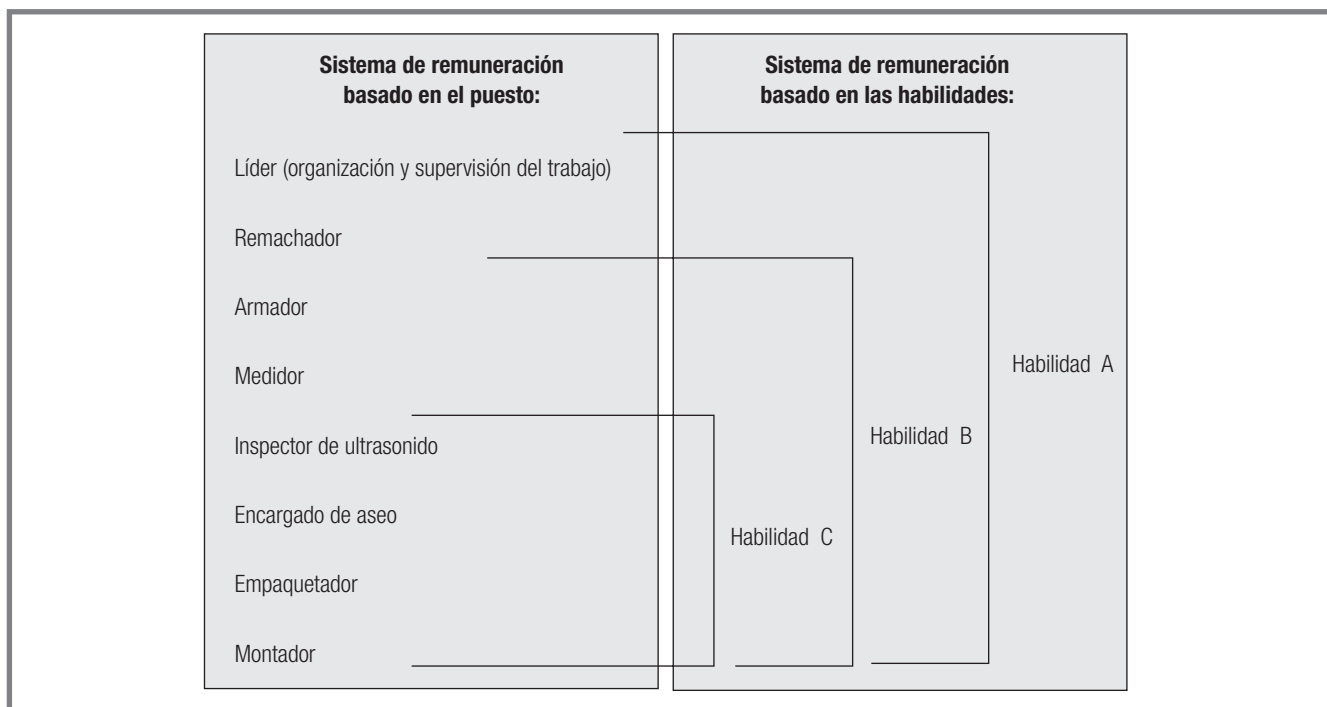 Sistema de remuneración
basado en el puesto:
Líder (organización y supervisión del trabajo)
Remachador
Armador
Medidor
Inspector de ultrasonido
Encargado de aseo
Empaquetador
Montador
Sistema de remuneración
basado en las habilidades:
Habilidad A
Habilidad B
Habilidad C